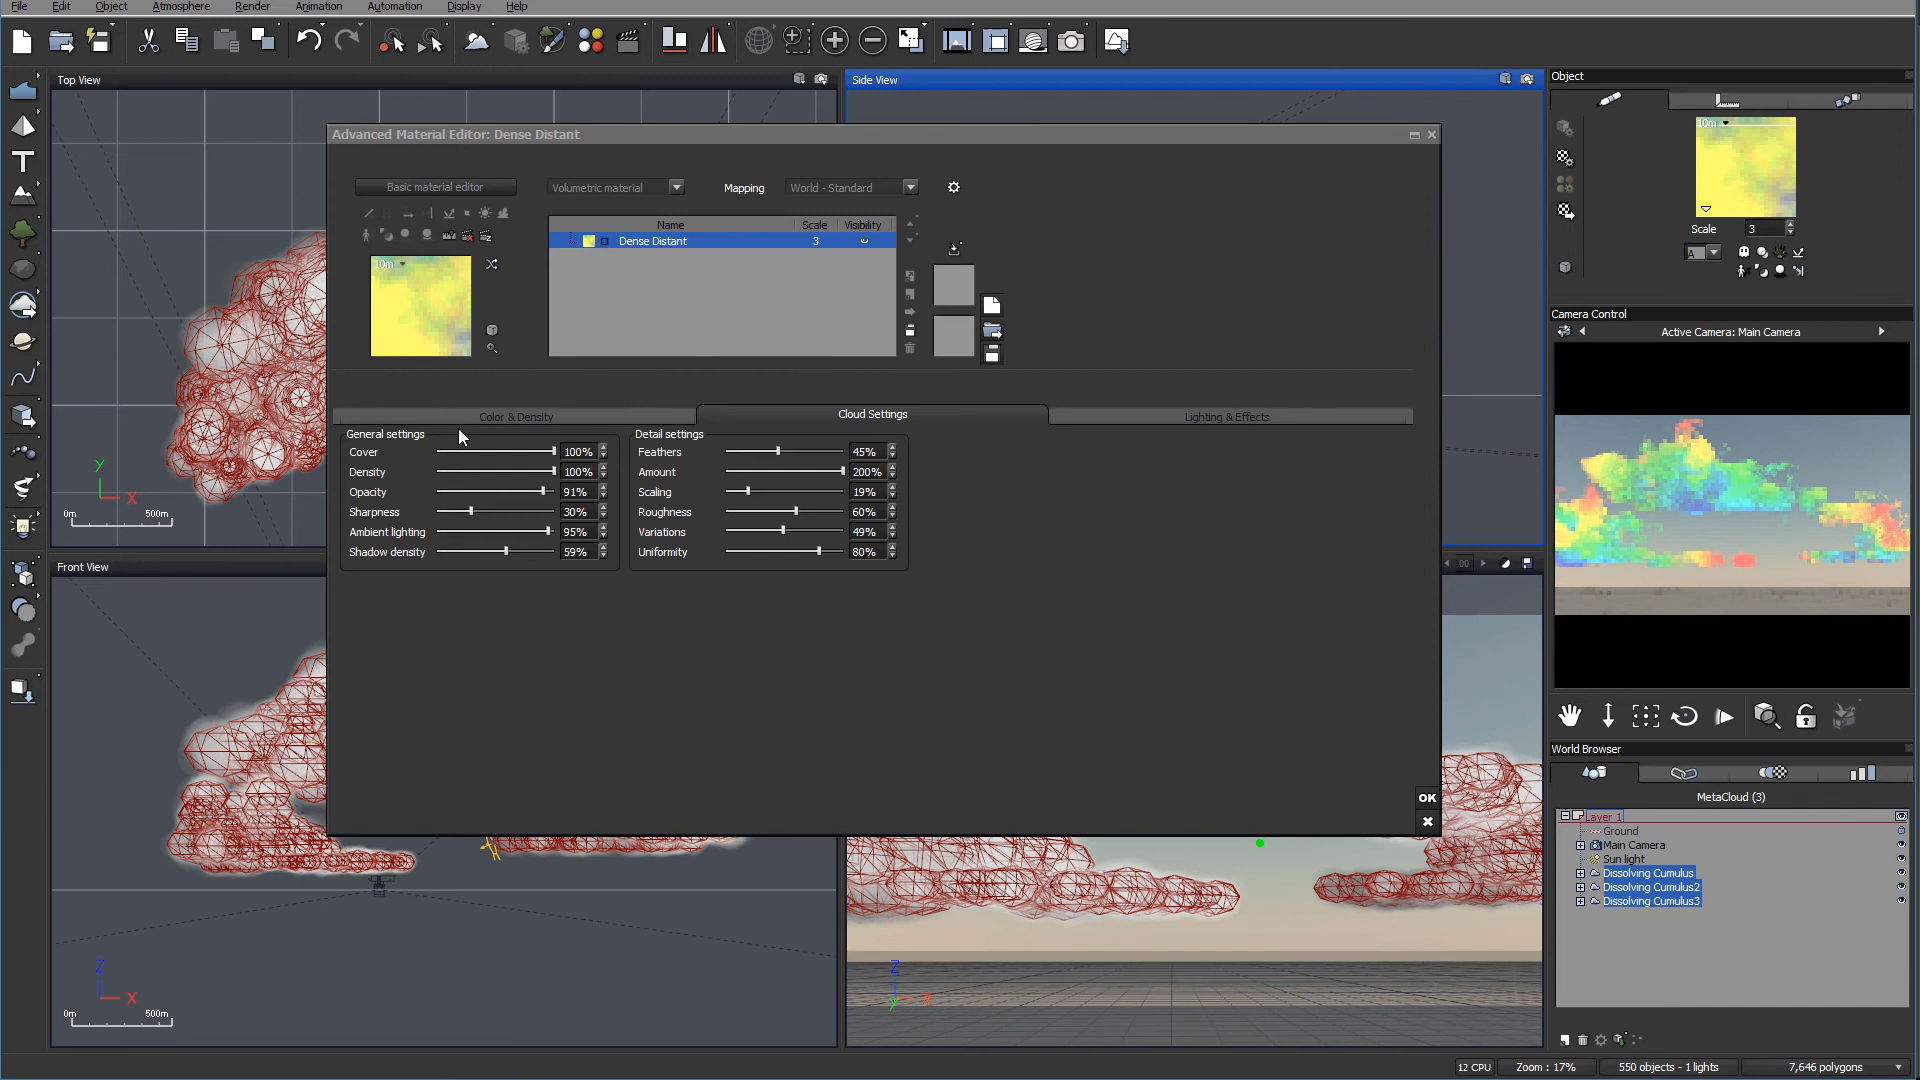 File Edit Object Atmosphere Render Animation Automation Display Help
Top View
Side View
Object
Advanced Material Editor: Dense Distant
10m
Basic material editor
Volumetric material
Mapping
World - Standard
Name Scale Visibility
Dense Distant 3
10m
Scale 3
A
Camera Control
Active Camera: Main Camera
Color & Density
Cloud Settings
Lighting & Effects
General settings
Cover 100%
Density 100%
Opacity 91%
Sharpness 30%
Ambient lighting 95%
Shadow density 59%
Detail settings
Feathers 45%
Amount 200%
Scaling 19%
Roughness 60%
Variations 49%
Uniformity 80%
Y
X
0m 500m
Front View
00
OK
World Browser
MetaCloud (3)
Layer 1
Ground
Main Camera
Sun light
Dissolving Cumulus
Dissolving Cumulus2
Dissolving Cumulus3
Z
X
0m 500m
Z
Y
X
12 CPU Zoom : 17% 550 objects - 1 lights 7,646 polygons